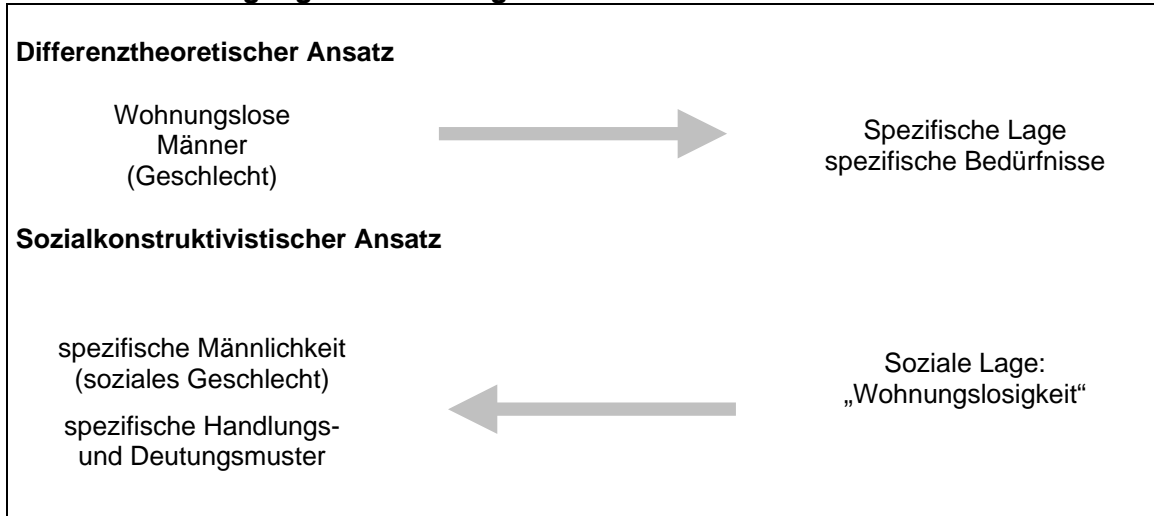 Differenztheoretischer Ansatz
Wohnungslose
Männer
(Geschlecht)
Spezifische Lage
spezifische Bedürfnisse
Sozialkonstruktivistischer Ansatz
spezifische Männlichkeit
(soziales Geschlecht)
spezifische Handlungs-
und Deutungsmuster
Soziale Lage:
„Wohnungslosigkeit“